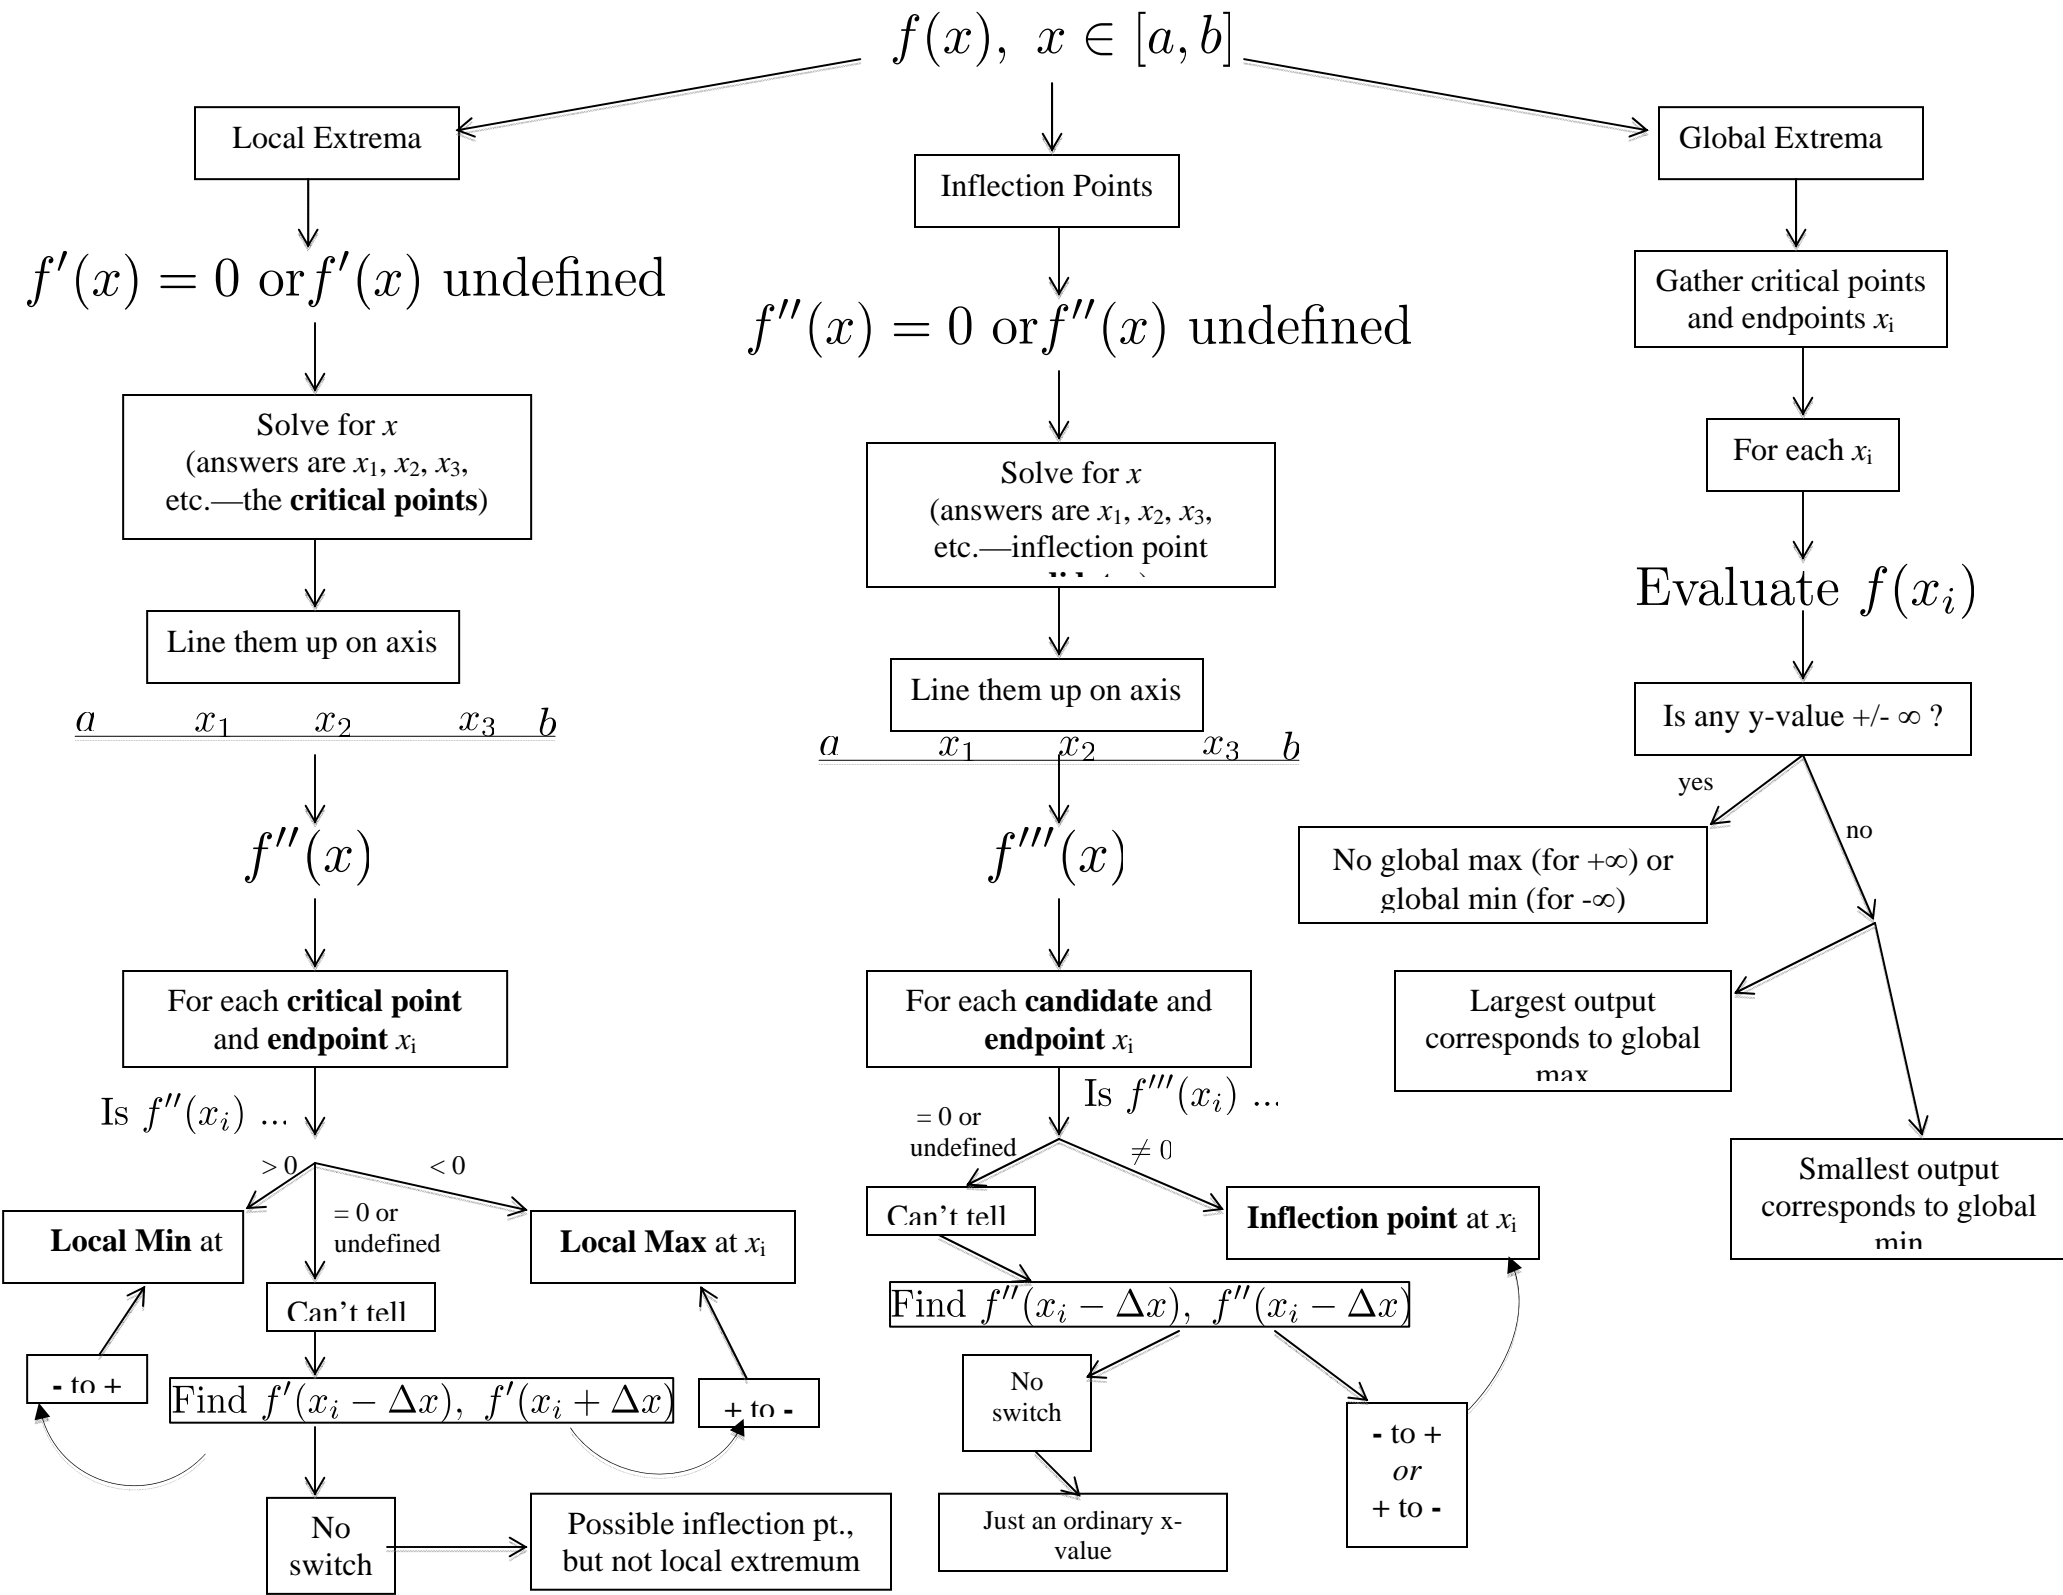 f(x), x ∈ [a, b]
Local Extrema
f′(x) = 0 orf′(x) undefined
Solve for x
(answers are x₁, x₂, x₃,
etc.—the critical points)
Line them up on axis
a x₁ x₂ x₃ b
f″(x)
For each critical point
and endpoint xᵢ
Is f″(xᵢ) ...
> 0
< 0
= 0 or
undefined
Local Min at
Local Max at xᵢ
Can't tell
- to +
Find f′(xᵢ − Δx), f′(xᵢ + Δx)
+ to -
No
switch
Possible inflection pt.,
but not local extremum
Inflection Points
f″(x) = 0 orf″(x) undefined
Solve for x
(answers are x₁, x₂, x₃,
etc.—inflection point
Line them up on axis
a x₁ x₂ x₃ b
f‴(x)
For each candidate and
endpoint xᵢ
Is f‴(xᵢ) ...
= 0 or
undefined
≠ 0
Can't tell
Inflection point at xᵢ
Find f″(xᵢ − Δx), f″(xᵢ − Δx)
No
switch
- to +
or
+ to -
Just an ordinary x-
value
Global Extrema
Gather critical points
and endpoints xᵢ
For each xᵢ
Evaluate f(xᵢ)
Is any y-value +/- ∞ ?
yes
no
No global max (for +∞) or
global min (for -∞)
Largest output
corresponds to global
max
Smallest output
corresponds to global
min